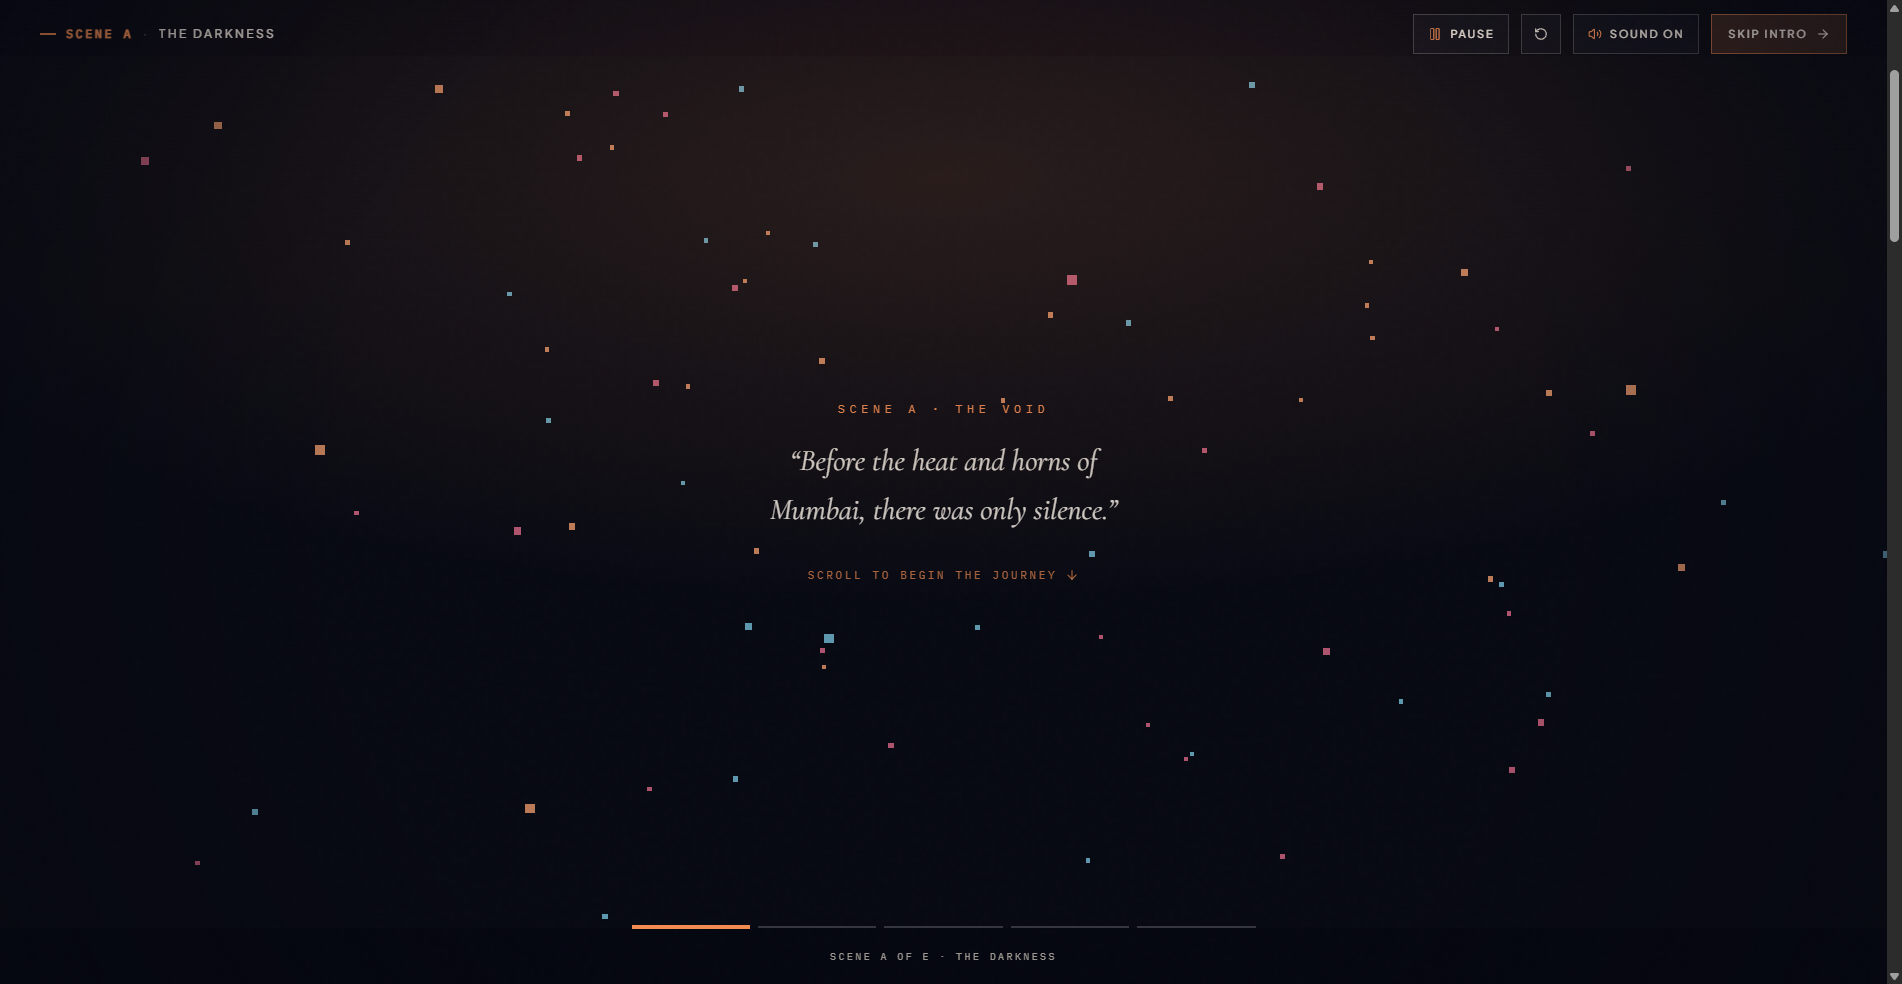 — SCENE A · THE DARKNESS
PAUSE
SOUND ON
SKIP INTRO →
SCENE A · THE VOID
“Before the heat and horns of
Mumbai, there was only silence.”
SCROLL TO BEGIN THE JOURNEY ↓
SCENE A OF E · THE DARKNESS